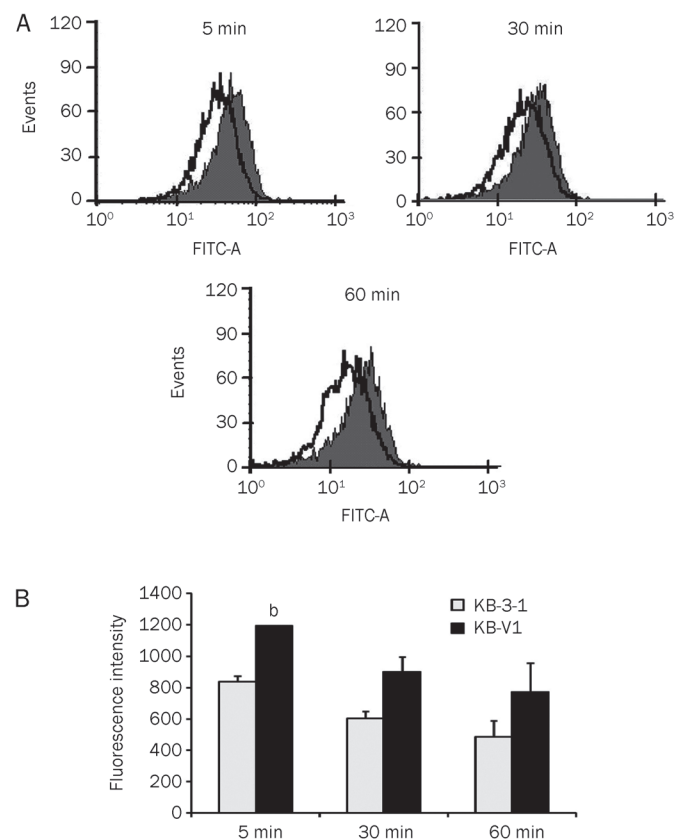 A
5 min
30 min
120
90
60
30
0
Events
10⁰ 10¹ 10² 10³
FITC-A
120
90
60
30
0
10⁰ 10¹ 10² 10³
FITC-A
60 min
120
90
60
30
0
Events
10⁰ 10¹ 10² 10³
FITC-A
B
1400
1200
1000
800
600
400
200
0
Fluorescence intensity
b
KB-3-1
KB-V1
5 min 30 min 60 min